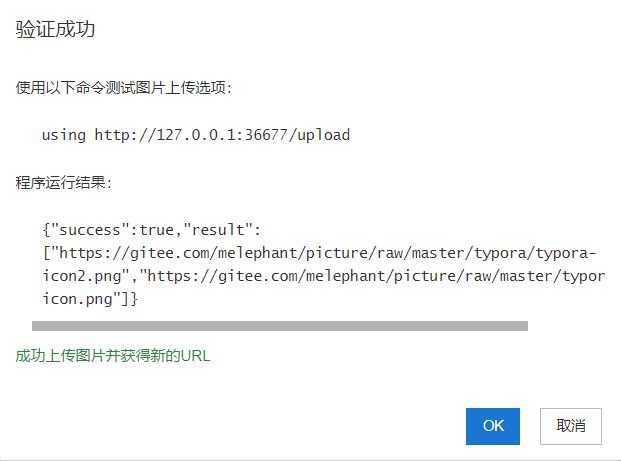 验证成功
使用以下命令测试图片上传选项：
using http://127.0.0.1:36677/upload
程序运行结果：
{"success":true,"result":
["https://gitee.com/melephant/picture/raw/master/typora/typora-
icon2.png","https://gitee.com/melephant/picture/raw/master/typor
icon.png"]}
成功上传图片并获得新的URL
OK
取消